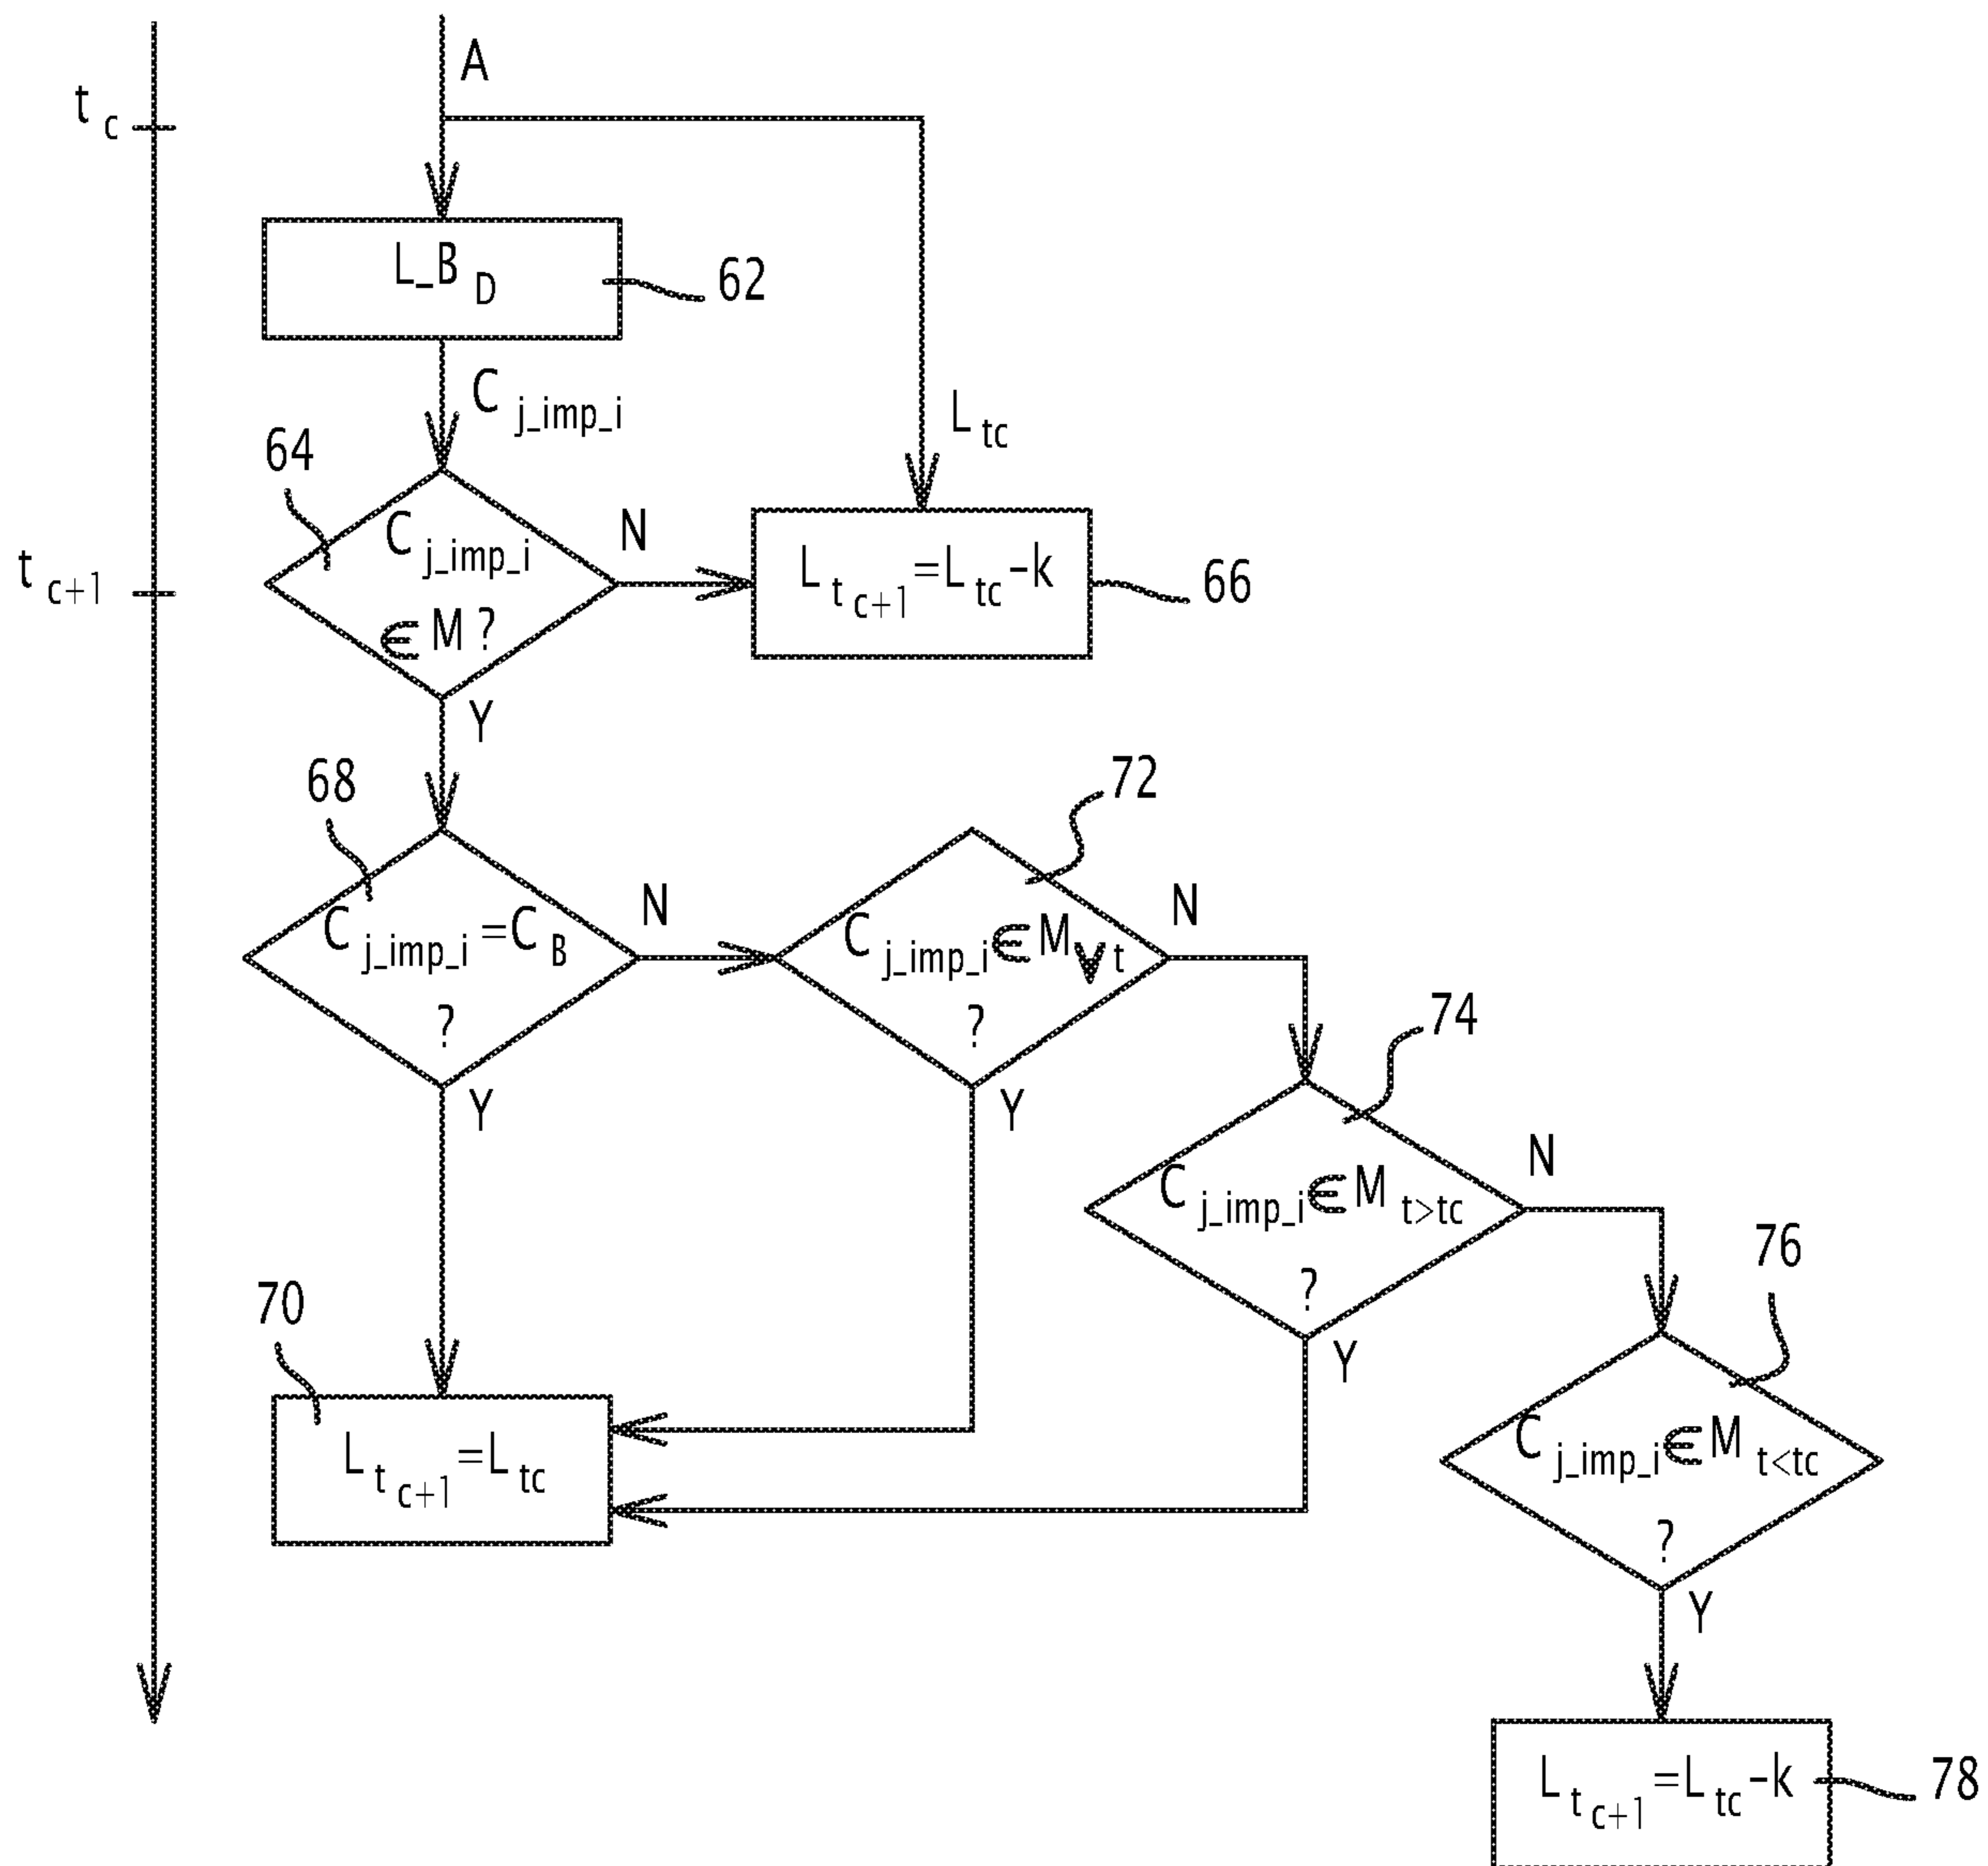 A
t c
L_B D
62
C j_imp_i
L tc
64
C j_imp_i
∈ M ?
N
L t c+1 =L tc -k
66
t c+1
Y
68
72
C j_imp_i =C B
?
N
C j_imp_i ∈ M ∀ t
?
N
74
Y
Y
C j_imp_i ∈ M t>tc
?
N
76
70
Y
L t c+1 =L tc
C j_imp_i ∈ M t<tc
?
Y
L t c+1 =L tc -k
78